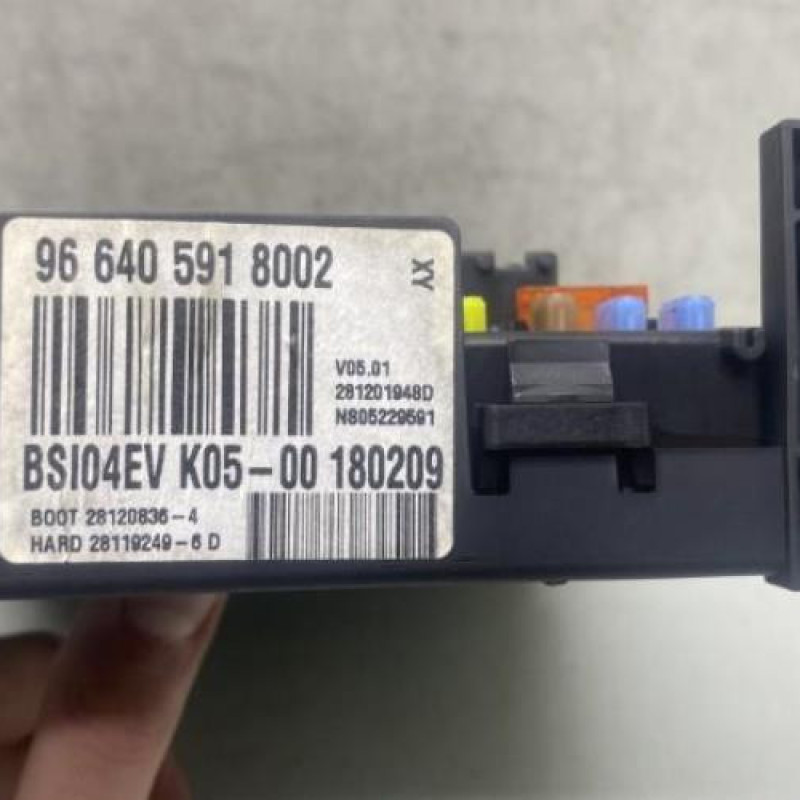 96 640 591 8002
XY
V05.01
281201948D
N805229591
BSI04EV K05-00 180209
BOOT 28120836-4
HARD 28119249-6 D